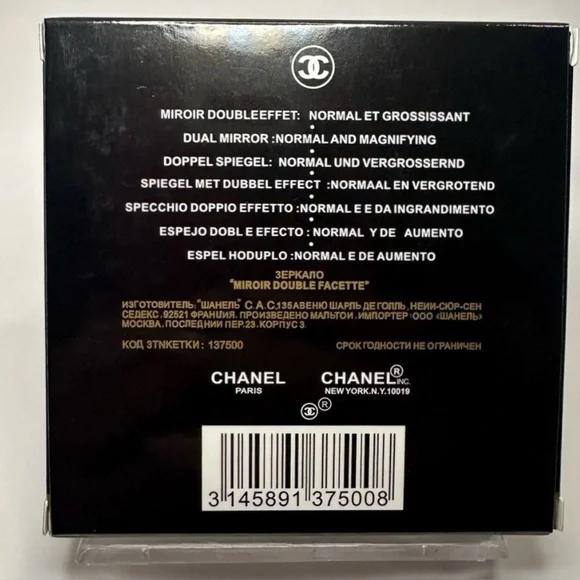 MIROIR DOUBLEEFFET: NORMAL ET GROSSISSANT
DUAL MIRROR :NORMAL AND MAGNIFYING
DOPPEL SPIEGEL: NORMAL UND VERGROSSERND
SPIEGEL MET DUBBEL EFFECT :NORMAAL EN VERGROTEND
SPECCHIO DOPPIO EFFETTO :NORMAL E E DA INGRANDIMENTO
ESPEJO DOBL E EFECTO : NORMAL Y DE AUMENTO
ESPEL HODUPLO :NORMAL E DE AUMENTO
ЗЕРКАЛО
"MIROIR DOUBLE FACETTE"
ИЗГОТОВИТЕЛЬ: "ШАНЕЛЬ" С.А.С,135АВЕНЮ ШАРЛЬ ДЕ ГОЛЛЬ, НЕИИ-СЮР-СЕН
СЕДЕКС ,92521 ФРАНЦИЯ. ПРОИЗВЕДЕНО МАЛЬТОИ .ИМПОРТЕР :ООО «ШАНЕЛЬ»
МОСКВА. ПОСЛЕДНИИ ПЕР.23. КОРПУС 3.
КОД ЗТNКЕТКИ : 137500 СРОК ГОДНОСТИ НЕ ОГРАНИЧЕН
CHANEL CHANEL® INC.
PARIS NEW YORK.N.Y.10019
®
3 145891 375008